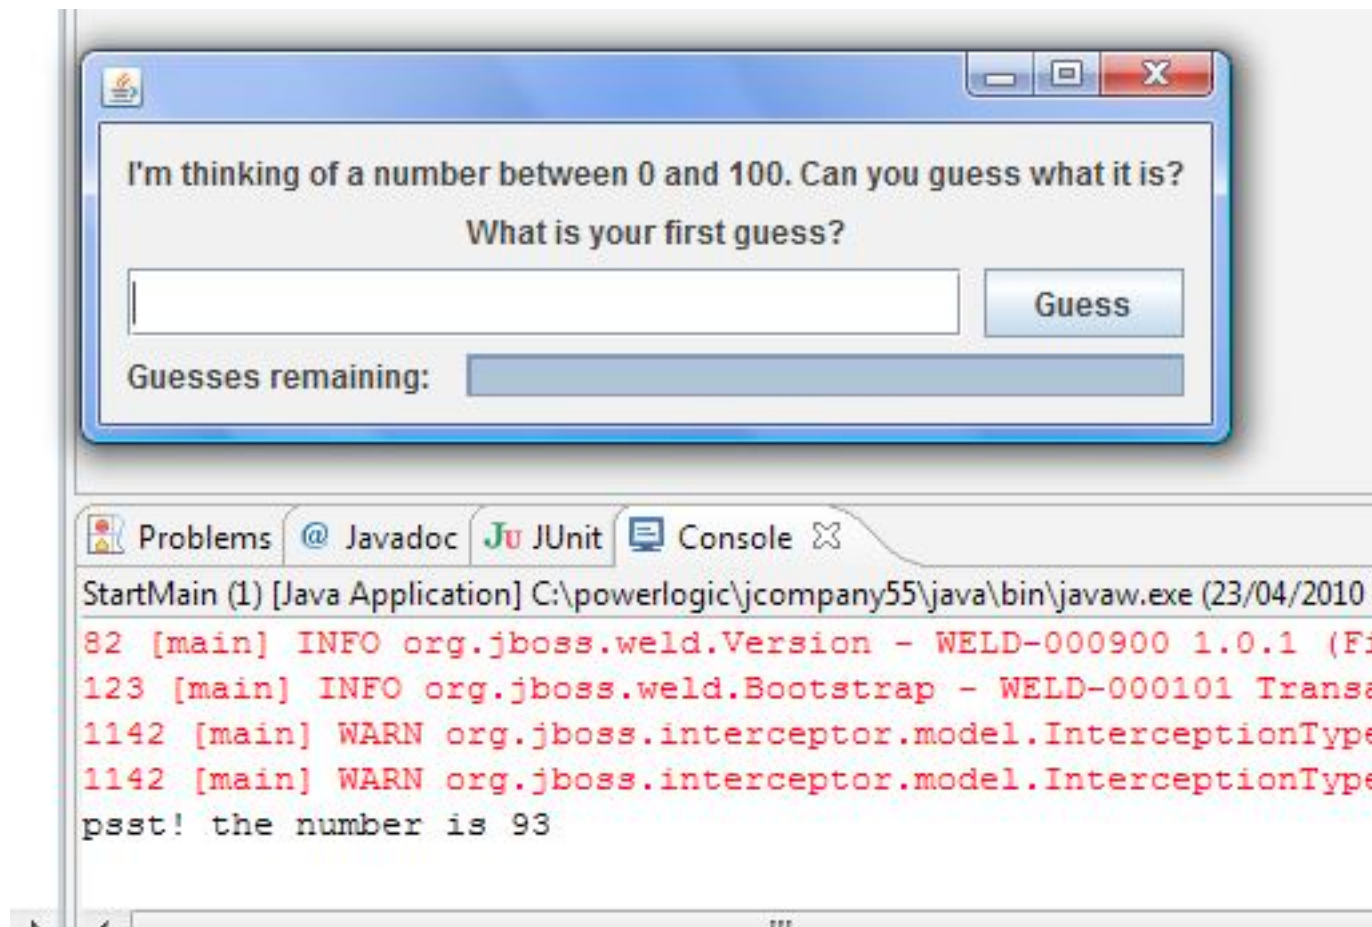 I'm thinking of a number between 0 and 100. Can you guess what it is?
What is your first guess?
Guess
Guesses remaining:
Problems @ Javadoc JU JUnit Console
StartMain (1) [Java Application] C:\powerlogic\jcompany55\java\bin\javaw.exe (23/04/2010
82 [main] INFO org.jboss.weld.Version - WELD-000900 1.0.1 (Fi
123 [main] INFO org.jboss.weld.Bootstrap - WELD-000101 Transa
1142 [main] WARN org.jboss.interceptor.model.InterceptionType
1142 [main] WARN org.jboss.interceptor.model.InterceptionType
psst! the number is 93